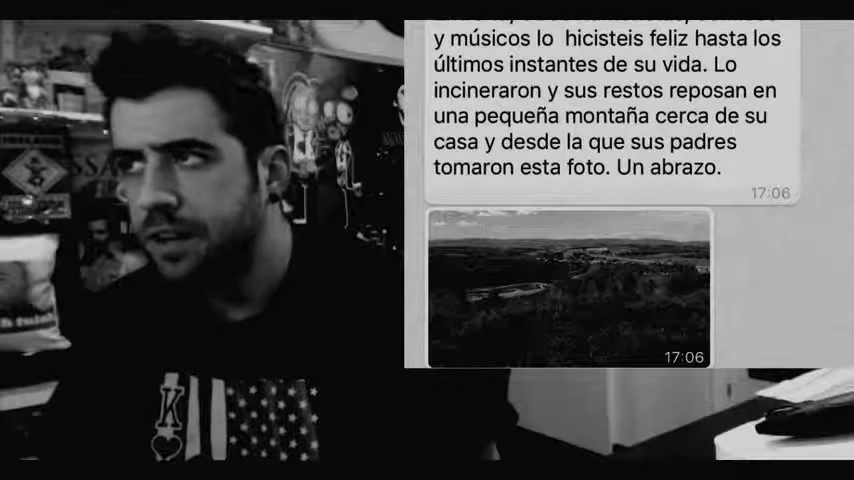 y músicos lo hicisteis feliz hasta los
últimos instantes de su vida. Lo
incineraron y sus restos reposan en
una pequeña montaña cerca de su
casa y desde la que sus padres
tomaron esta foto. Un abrazo.
17:06
17:06
K